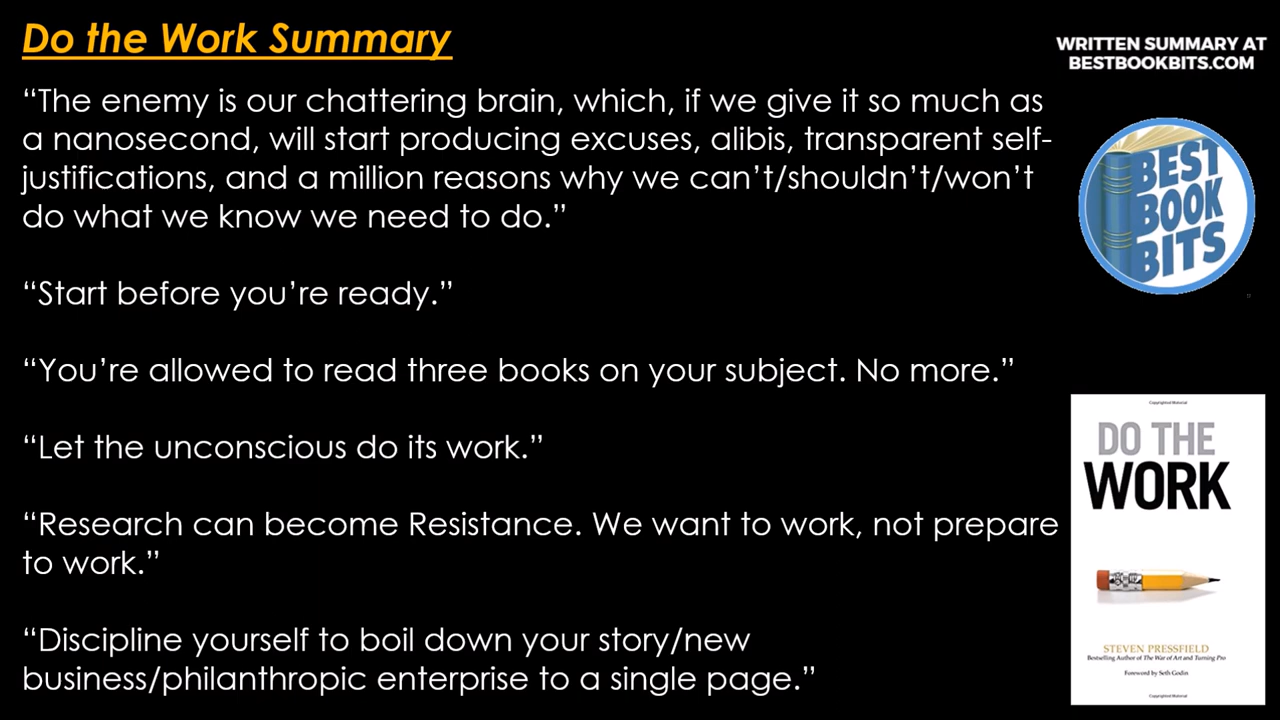 Do the Work Summary
WRITTEN SUMMARY AT
BESTBOOKBITS.COM
“The enemy is our chattering brain, which, if we give it so much as
a nanosecond, will start producing excuses, alibis, transparent self-
justifications, and a million reasons why we can’t/shouldn’t/won’t
do what we know we need to do.”
BEST
BOOK
BITS
“Start before you’re ready.”
“You’re allowed to read three books on your subject. No more.”
“Let the unconscious do its work.”
“Research can become Resistance. We want to work, not prepare
to work.”
“Discipline yourself to boil down your story/new
business/philanthropic enterprise to a single page.”
Copyrighted Material
DO THE
WORK
STEVEN PRESSFIELD
Bestselling Author of The War of Art and Turning Pro
Foreword by Seth Godin
Copyrighted Material